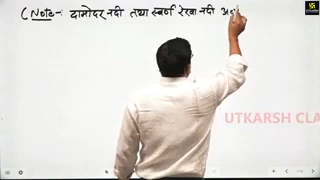 (Note:- दामोदर नदी तथा स्वर्ण रेखा नदी
UTKARSH CLA